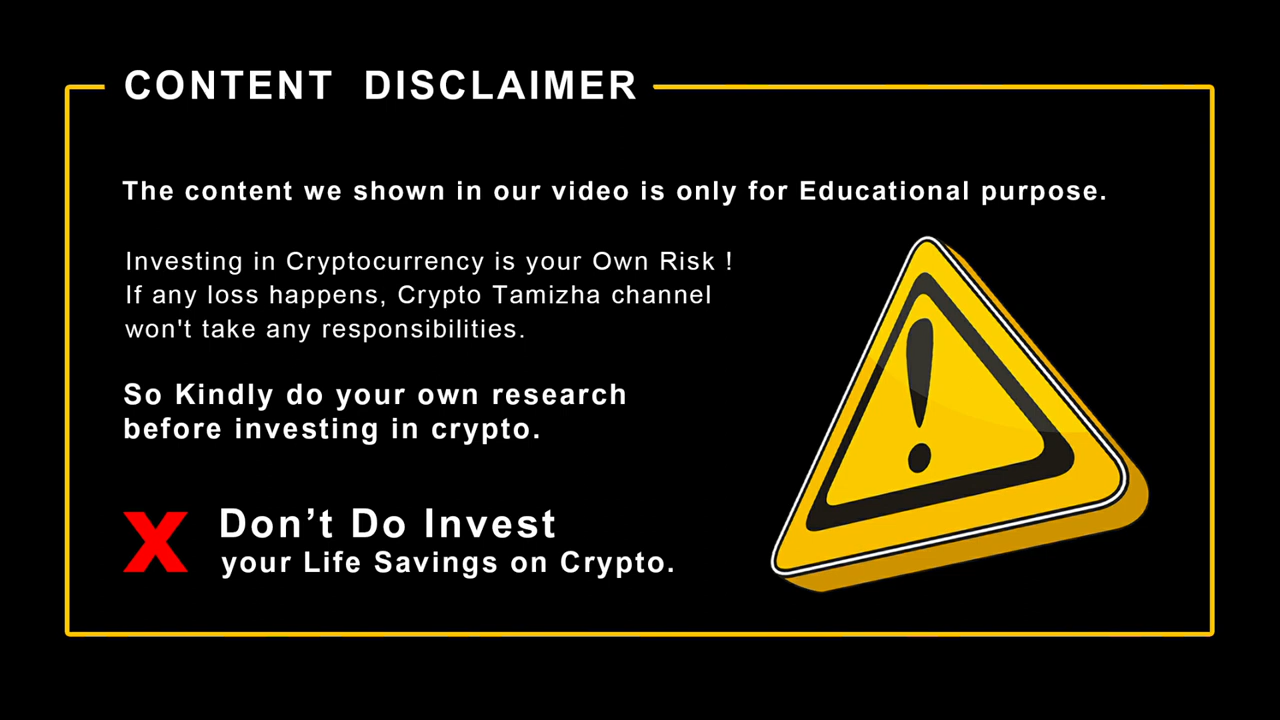 CONTENT DISCLAIMER
The content we shown in our video is only for Educational purpose.
Investing in Cryptocurrency is your Own Risk !
If any loss happens, Crypto Tamizha channel
won't take any responsibilities.
So Kindly do your own research
before investing in crypto.
X Don’t Do Invest
your Life Savings on Crypto.